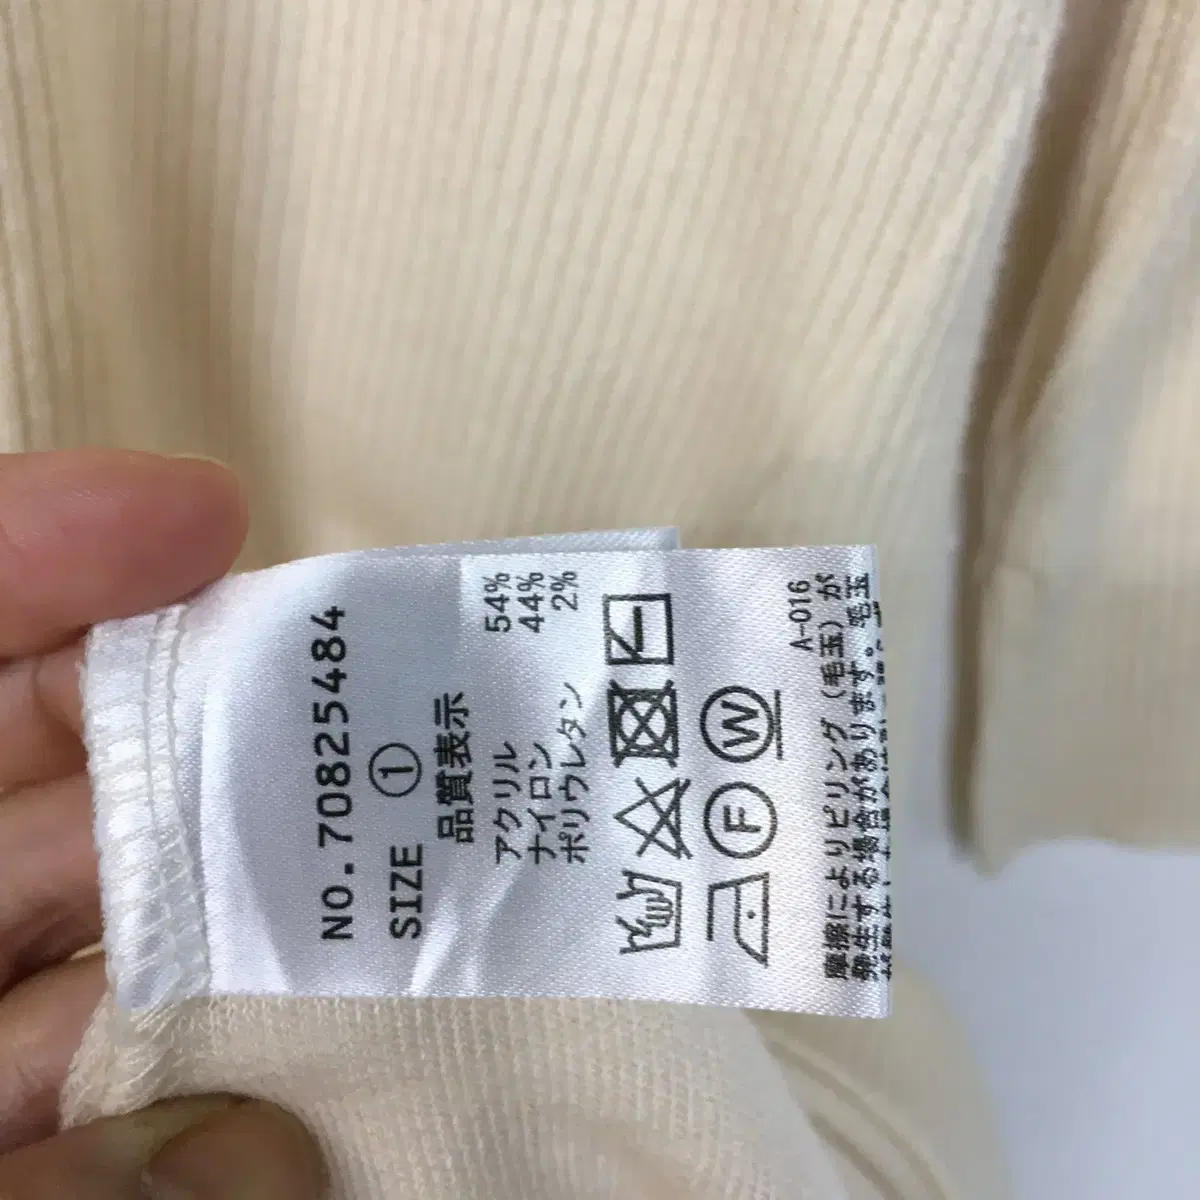 NO.70825484
SIZE ①
品質表示
アクリル 54%
ナイロン 44%
ポリウレタン 2%
F W
A-016
摩擦によりピリング(毛玉)が
発生する場合があります。毛玉